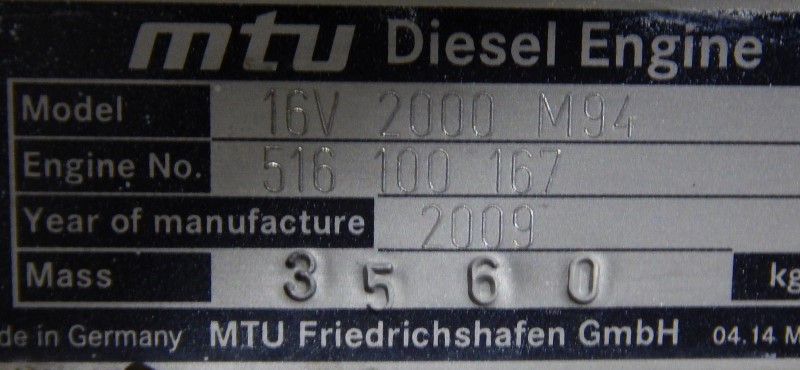 mtu Diesel Engine
Model 16V 2000 M94
Engine No. 516 100 167
Year of manufacture 2009
Mass 3560 kg
de in Germany MTU Friedrichshafen GmbH 04.14 M